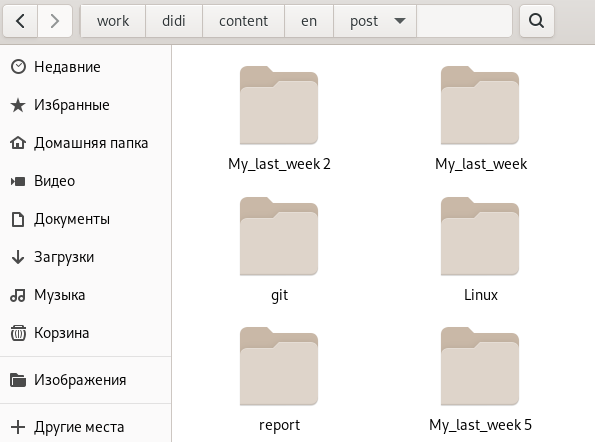 work didi content en post
Недавние
Избранные
Домашняя папка
Видео
Документы
Загрузки
Музыка
Корзина
Изображения
Другие места
My_last_week 2 My_last_week
git Linux
report My_last_week 5